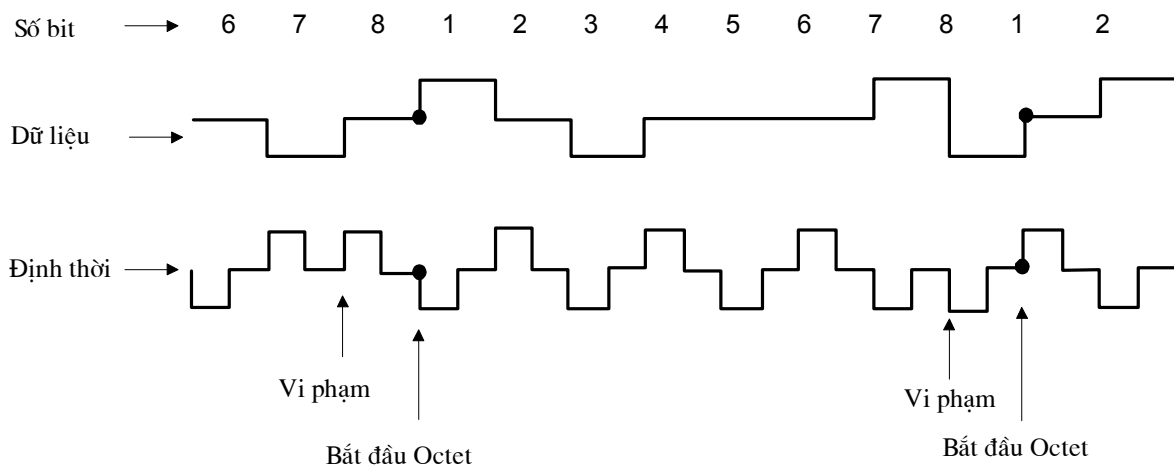 Số bit 6 7 8 1 2 3 4 5 6 7 8 1 2
Dữ liệu
Định thời
Vi phạm
Vi phạm
Bắt đầu Octet
Bắt đầu Octet